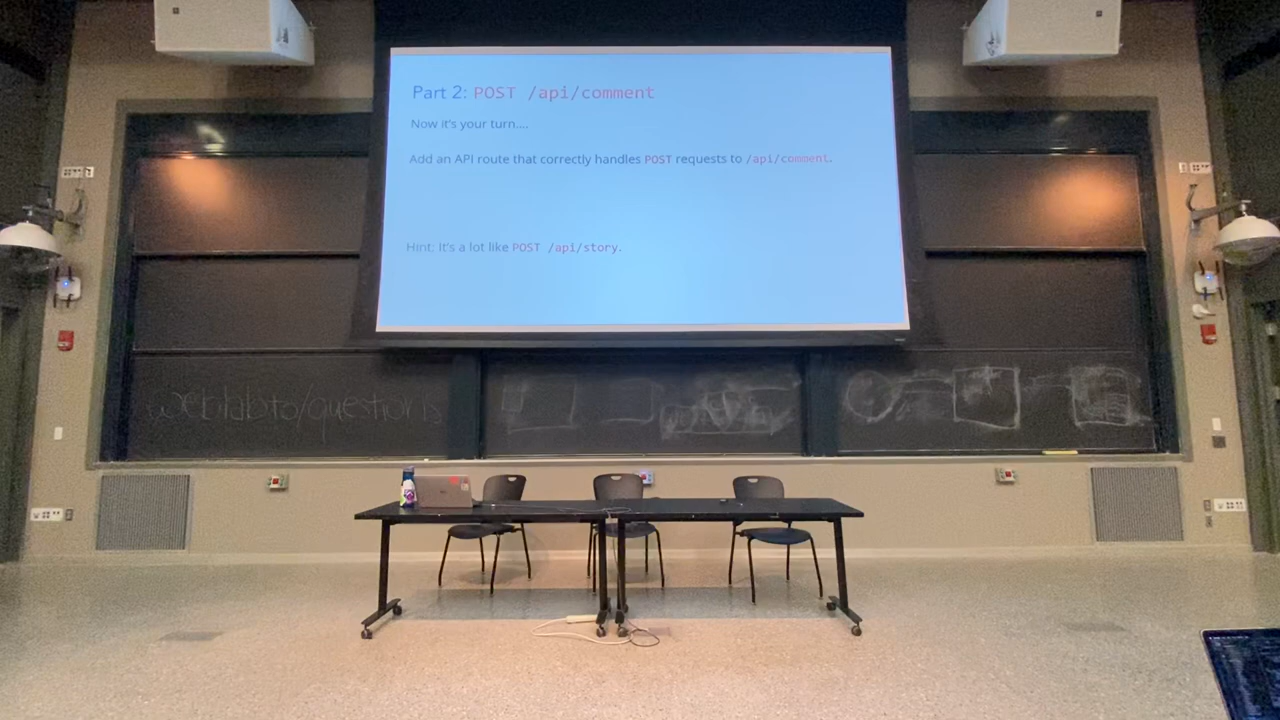 Part 2: POST /api/comment
Now it's your turn....
Add an API route that correctly handles POST requests to /api/comment.
Hint: It's a lot like POST /api/story.
weblab.to/questions